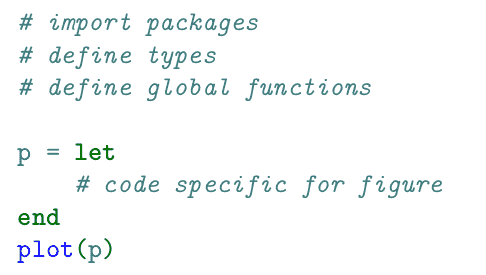 # import packages
# define types
# define global functions

p = let
    # code specific for figure
end
plot(p)